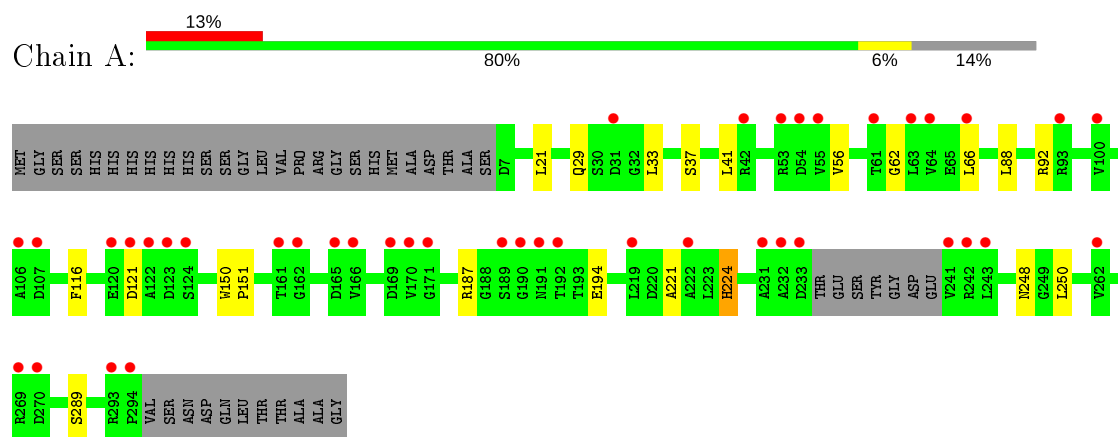 13%
Chain A:
80% 6% 14%
MET GLY SER SER HIS HIS HIS HIS HIS HIS SER SER GLY LEU VAL PRO ARG GLY SER HIS MET ALA ASP THR ALA SER D7 L21 Q29 S30 D31 G32 L33 S37 L41 R42 R53 D54 V55 V56 T61 G62 L63 V64 E65 L66 L88 R92 R93 V100
A106 D107 F116 E120 D121 A122 D123 S124 W150 P151 T161 G162 D165 V166 D169 V170 G171 R187 G188 S189 G190 N191 T192 T193 E194 L219 D220 A221 A222 L223 H224 A231 A232 D233 THR GLU SER TYR GLY ASP GLU V241 R242 L243 N248 G249 L250 V262
R269 D270 S289 R293 P294 VAL SER ASN ASP GLN LEU THR THR ALA ALA GLY